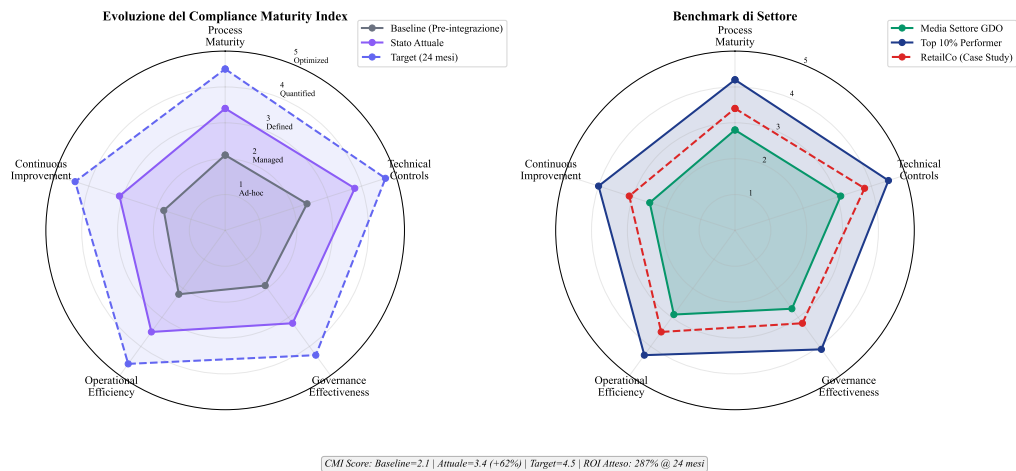 Evoluzione del Compliance Maturity Index
Baseline (Pre-integrazione)
Stato Attuale
Target (24 mesi)
Process
Maturity
Technical
Controls
Governance
Effectiveness
Operational
Efficiency
Continuous
Improvement
5
Optimized
4
Quantified
3
Defined
2
Managed
1
Ad-hoc
Benchmark di Settore
Media Settore GDO
Top 10% Performer
RetailCo (Case Study)
Process
Maturity
Technical
Controls
Governance
Effectiveness
Operational
Efficiency
Continuous
Improvement
5
4
3
2
1
CMI Score: Baseline=2.1 | Attuale=3.4 (+62%) | Target=4.5 | ROI Atteso: 287% @ 24 mesi